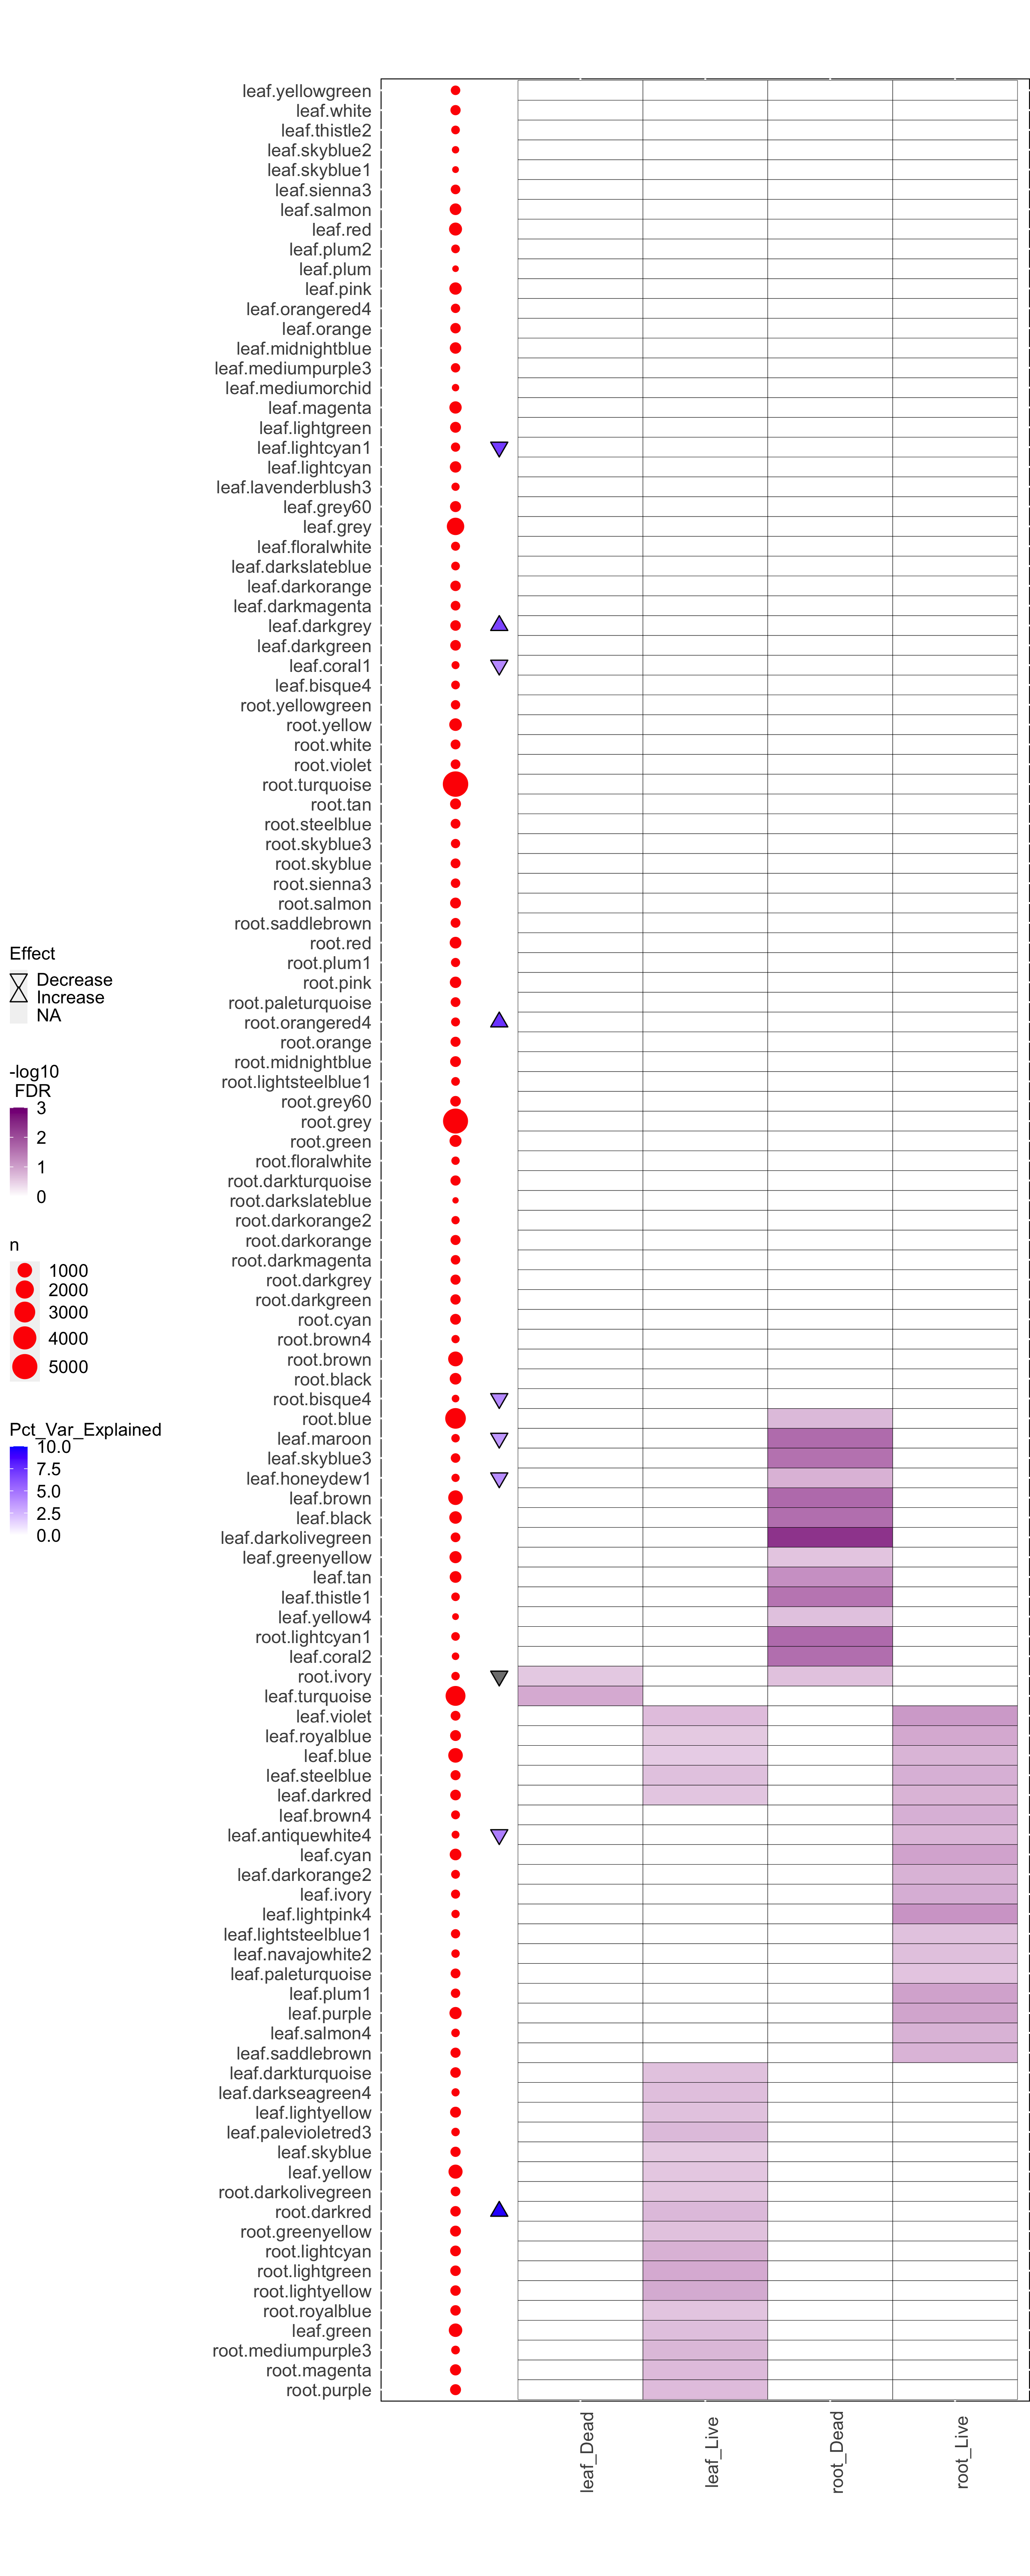 leaf.yellowgreen
leaf.white
leaf.thistle2
leaf.skyblue2
leaf.skyblue1
leaf.sienna3
leaf.salmon
leaf.red
leaf.plum2
leaf.plum
leaf.pink
leaf.orangered4
leaf.orange
leaf.midnightblue
leaf.mediumpurple3
leaf.mediumorchid
leaf.magenta
leaf.lightgreen
leaf.lightcyan1
leaf.lightcyan
leaf.lavenderblush3
leaf.grey60
leaf.grey
leaf.floralwhite
leaf.darkslateblue
leaf.darkorange
leaf.darkmagenta
leaf.darkgrey
leaf.darkgreen
leaf.coral1
leaf.bisque4
root.yellowgreen
root.yellow
root.white
root.violet
root.turquoise
root.tan
root.steelblue
root.skyblue3
root.skyblue
root.sienna3
root.salmon
root.saddlebrown
root.red
root.plum1
root.pink
root.paleturquoise
root.orangered4
root.orange
root.midnightblue
root.lightsteelblue1
root.grey60
root.grey
root.green
root.floralwhite
root.darkturquoise
root.darkslateblue
root.darkorange2
root.darkorange
root.darkmagenta
root.darkgrey
root.darkgreen
root.cyan
root.brown4
root.brown
root.black
root.bisque4
root.blue
leaf.maroon
leaf.skyblue3
leaf.honeydew1
leaf.brown
leaf.black
leaf.darkolivegreen
leaf.greenyellow
leaf.tan
leaf.thistle1
leaf.yellow4
root.lightcyan1
leaf.coral2
root.ivory
leaf.turquoise
leaf.violet
leaf.royalblue
leaf.blue
leaf.steelblue
leaf.darkred
leaf.brown4
leaf.antiquewhite4
leaf.cyan
leaf.darkorange2
leaf.ivory
leaf.lightpink4
leaf.lightsteelblue1
leaf.navajowhite2
leaf.paleturquoise
leaf.plum1
leaf.purple
leaf.salmon4
leaf.saddlebrown
leaf.darkturquoise
leaf.darkseagreen4
leaf.lightyellow
leaf.palevioletred3
leaf.skyblue
leaf.yellow
root.darkolivegreen
root.darkred
root.greenyellow
root.lightcyan
root.lightgreen
root.lightyellow
root.royalblue
leaf.green
root.mediumpurple3
root.magenta
root.purple
leaf_Dead
leaf_Live
root_Dead
root_Live
Effect
Decrease
Increase
NA
-log10
FDR
3
2
1
0
n
1000
2000
3000
4000
5000
Pct_Var_Explained
10.0
7.5
5.0
2.5
0.0